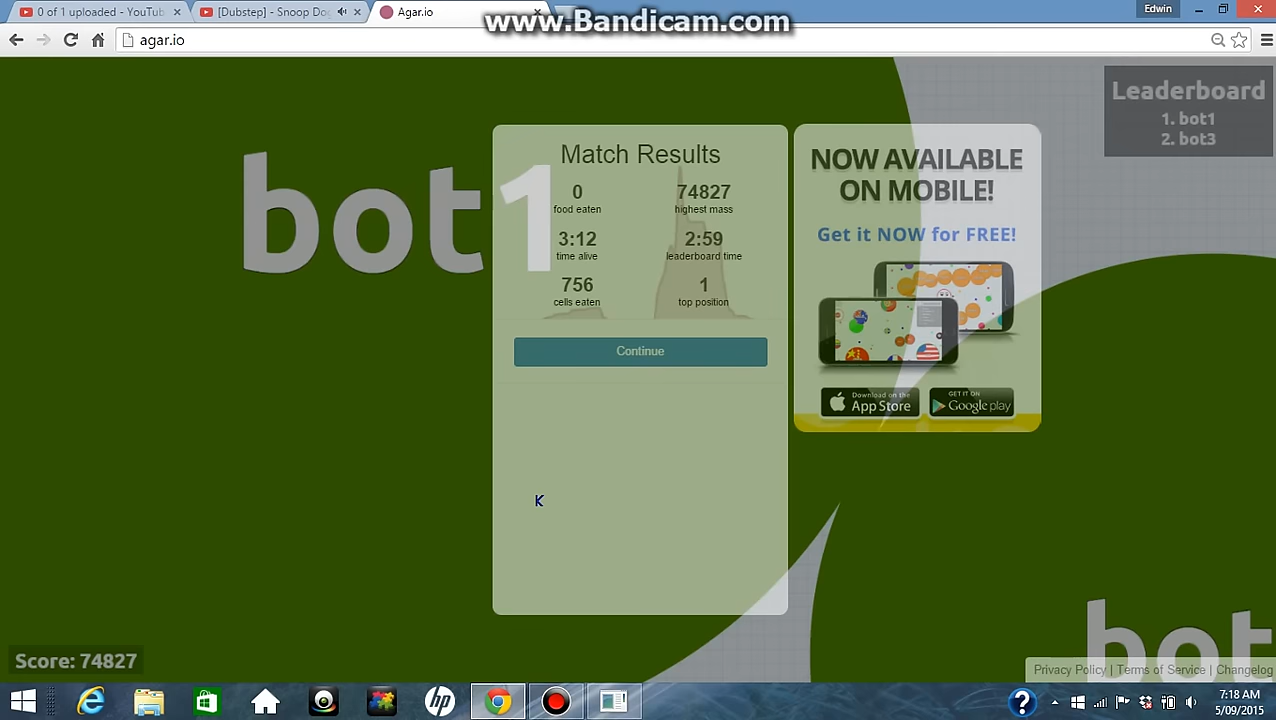 0 of 1 uploaded - YouTub
[Dubstep] - Snoop Dog
Agar.io
www.Bandicam.com
Edwin
agar.io
Leaderboard
1. bot1
2. bot3
bot1
Match Results
0
food eaten
74827
highest mass
3:12
time alive
2:59
leaderboard time
756
cells eaten
1
top position
Continue
NOW AVAILABLE
ON MOBILE!
Get it NOW for FREE!
Download on the
App Store
GET IT ON
Google play
K
bot
Score: 74827
Privacy Policy | Terms of Service | Changelog
hp
7:18 AM
5/09/2015